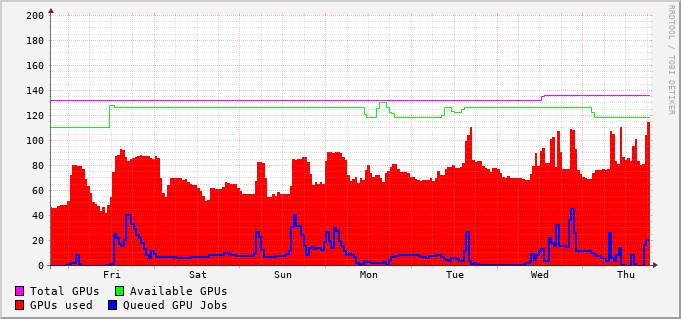 RRDTOOL / TOBI OETIKER
200
180
160
140
120
100
80
60
40
20
0
Fri Sat Sun Mon Tue Wed Thu
Total GPUs Available GPUs
GPUs used Queued GPU Jobs